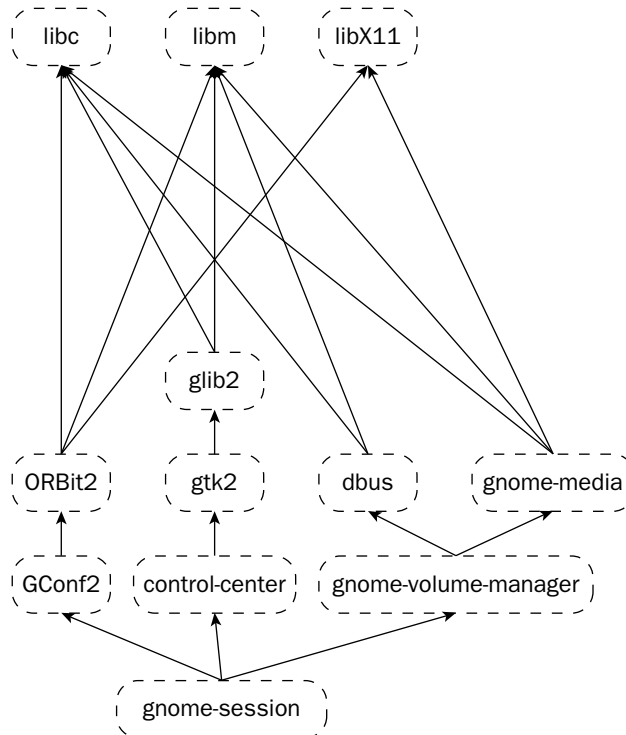 libc libm libX11
glib2
ORBit2 gtk2 dbus gnome-media
GConf2 control-center gnome-volume-manager
gnome-session